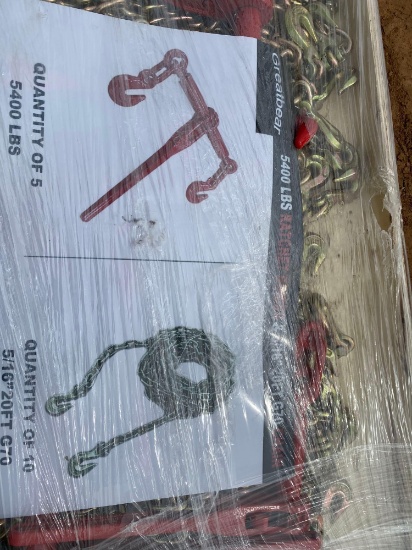 Greatbear
5400 LBS
QUANTITY OF 5
5400 LBS
QUANTITY OF 10
5/16"20FT G70